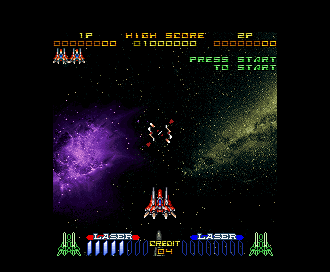 1P HIGH SCORE 2P
00000000 01000000 00000000
PRESS START
TO START
LASER LASER
CREDIT
04